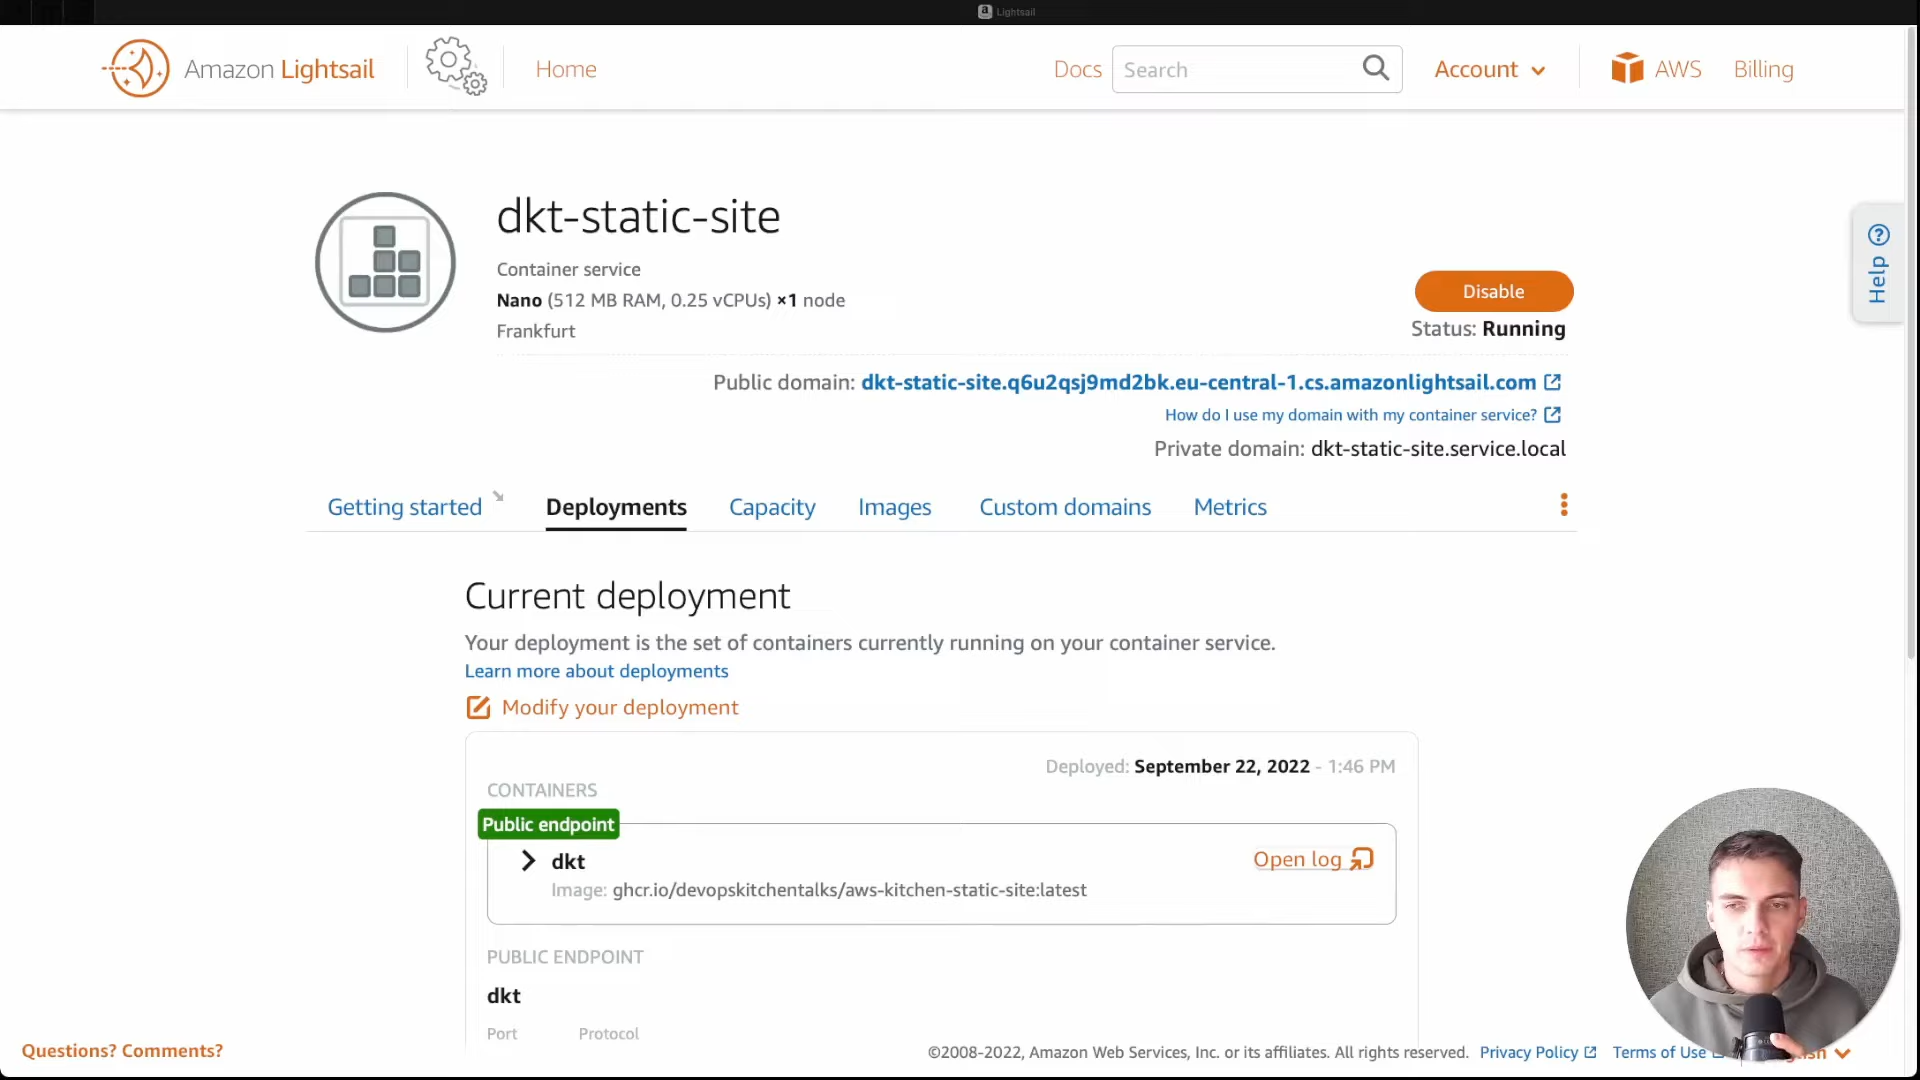 Lightsail
Amazon Lightsail
Home
Docs
Search
Account
AWS
Billing
Help
dkt-static-site
Container service
Nano (512 MB RAM, 0.25 vCPUs) ×1 node
Frankfurt
Disable
Status: Running
Public domain: dkt-static-site.q6u2qsj9md2bk.eu-central-1.cs.amazonlightsail.com
How do I use my domain with my container service?
Private domain: dkt-static-site.service.local
Getting started
Deployments
Capacity
Images
Custom domains
Metrics
Current deployment
Your deployment is the set of containers currently running on your container service.
Learn more about deployments
Modify your deployment
Deployed: September 22, 2022 - 1:46 PM
CONTAINERS
Public endpoint
dkt
Open log
Image: ghcr.io/devopskitchentalks/aws-kitchen-static-site:latest
PUBLIC ENDPOINT
dkt
Port
Protocol
Questions? Comments?
©2008-2022, Amazon Web Services, Inc. or its affiliates. All rights reserved.
Privacy Policy
Terms of Use